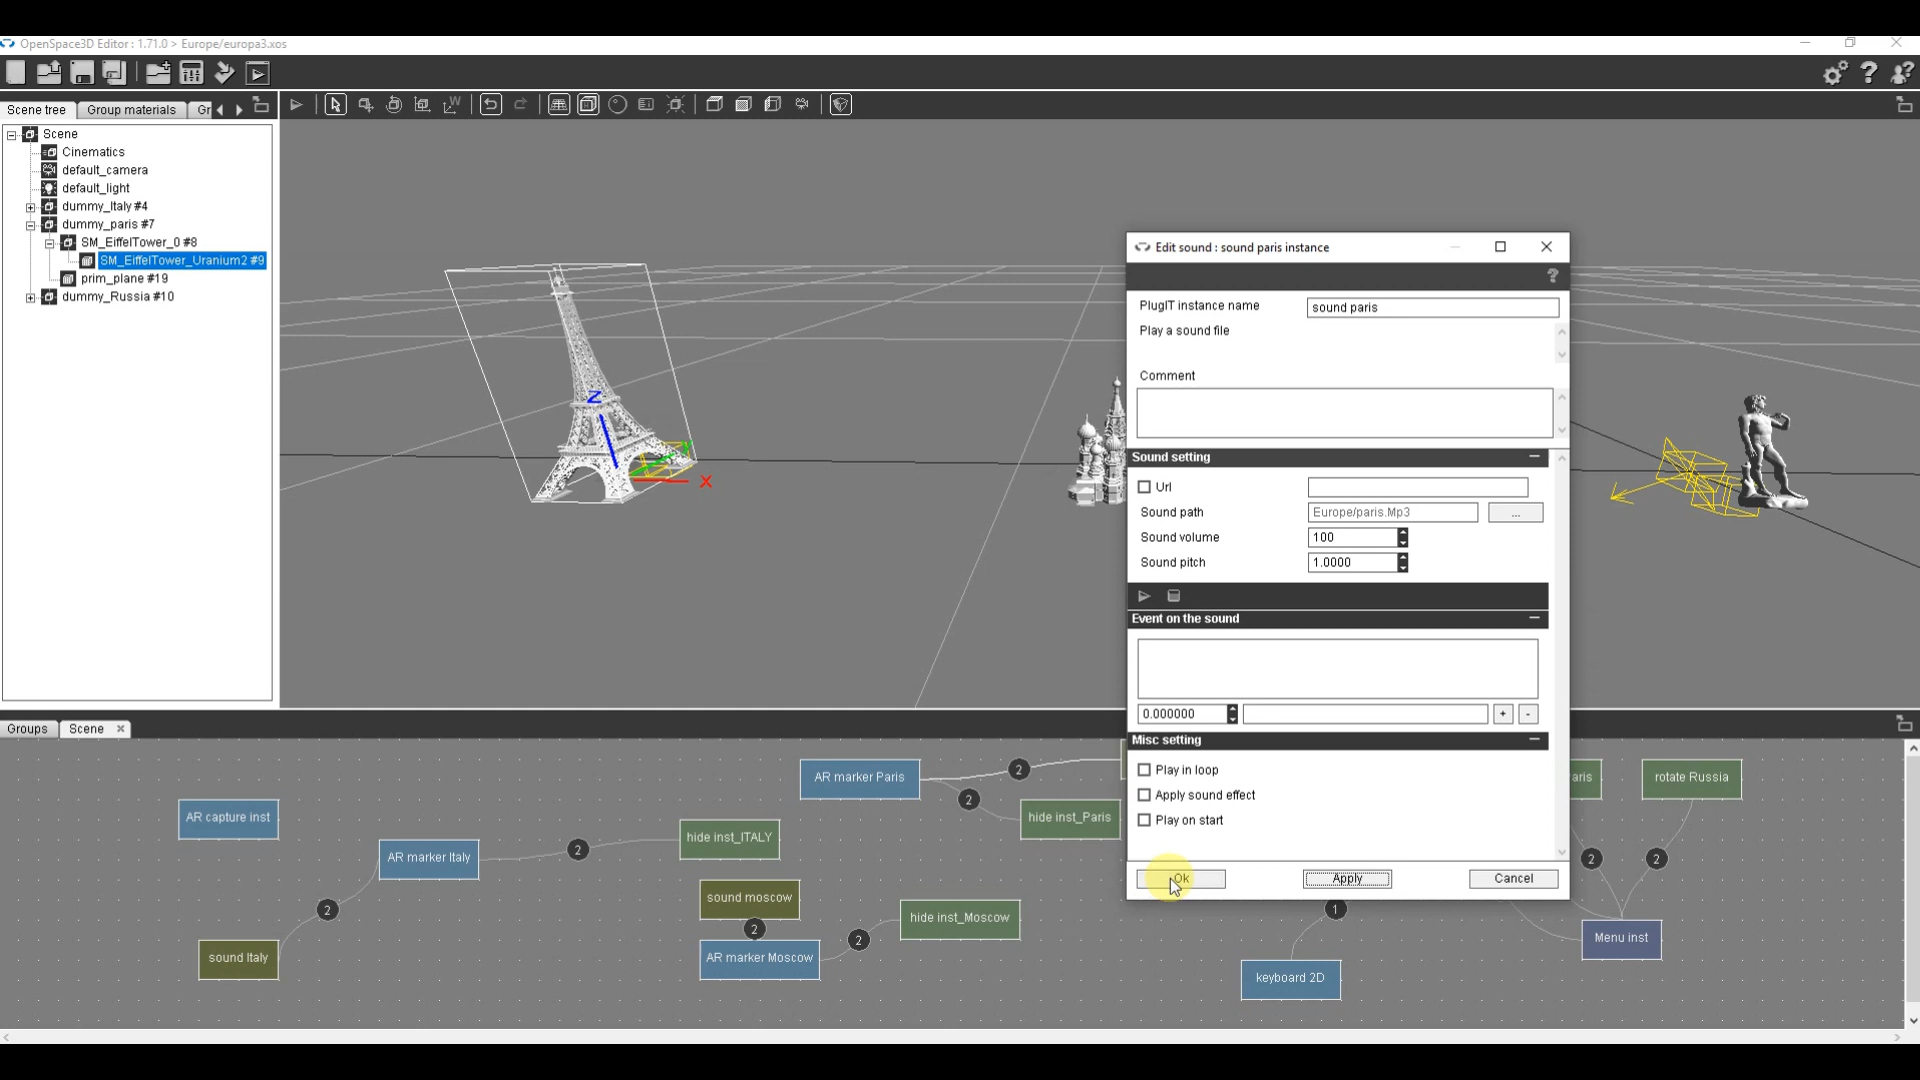 OpenSpace3D Editor : 1.71.0 > Europe/europa3.xos
Scene tree
Group materials
Gr
W
Scene
Cinematics
default_camera
default_light
dummy_Italy #4
dummy_paris #7
SM_EiffelTower_0 #8
SM_EiffelTower_Uranium2 #9
prim_plane #19
dummy_Russia #10
Z
Y
X
Edit sound : sound paris instance
?
PlugIT instance name
sound paris
Play a sound file
Comment
Sound setting
Url
Sound path
Europe/paris.Mp3
...
Sound volume
100
Sound pitch
1.0000
Event on the sound
0.000000
+
-
Misc setting
Play in loop
Apply sound effect
Play on start
Ok
Apply
Cancel
Groups
Scene
AR capture inst
AR marker Italy
2
2
sound Italy
hide inst_ITALY
sound moscow
2
AR marker Moscow
2
hide inst_Moscow
AR marker Paris
2
2
hide inst_Paris
1
keyboard 2D
aris
rotate Russia
2
2
Menu inst